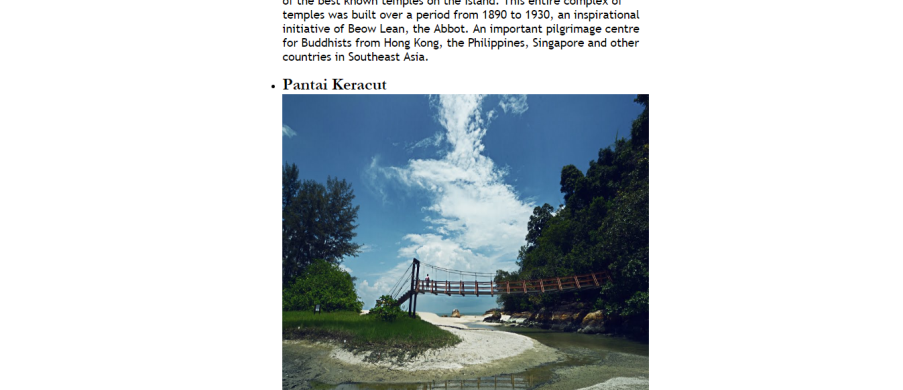 of the best known temples on the island. This entire complex of
temples was built over a period from 1890 to 1930, an inspirational
initiative of Beow Lean, the Abbot. An important pilgrimage centre
for Buddhists from Hong Kong, the Philippines, Singapore and other
countries in Southeast Asia.
• Pantai Keracut